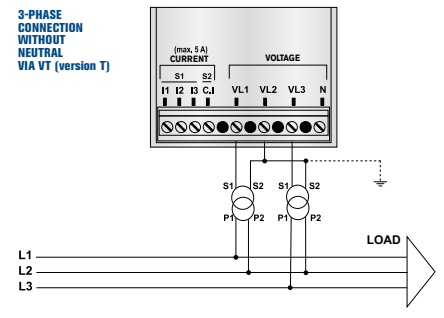 3-PHASE
CONNECTION
WITHOUT
NEUTRAL
VIA VT (version T)
(max, 5 A)
CURRENT
VOLTAGE
S1 S2
I1 I2 I3 C.I VL1 VL2 VL3 N
S1 S2 S1 S2
P1 P2 P1 P2
LOAD
L1
L2
L3